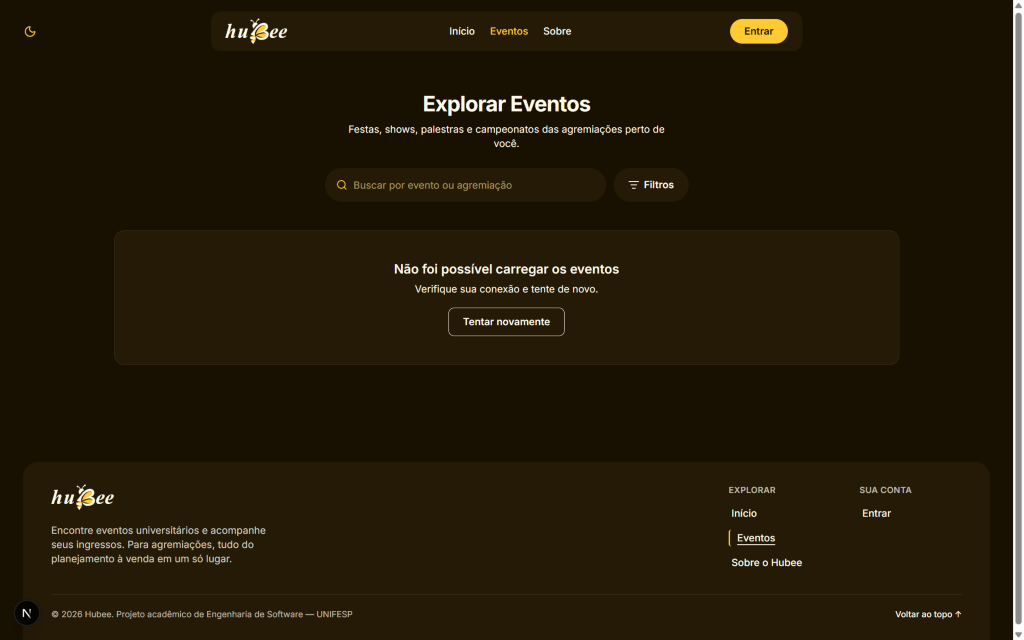 huBee
Início
Eventos
Sobre
Entrar
Explorar Eventos
Festas, shows, palestras e campeonatos das agremiações perto de
você.
Buscar por evento ou agremiação
Filtros
Não foi possível carregar os eventos
Verifique sua conexão e tente de novo.
Tentar novamente
huBee
Encontre eventos universitários e acompanhe
seus ingressos. Para agremiações, tudo do
planejamento à venda em um só lugar.
EXPLORAR
Início
Eventos
Sobre o Hubee
SUA CONTA
Entrar
N
© 2026 Hubee. Projeto acadêmico de Engenharia de Software — UNIFESP
Voltar ao topo ↑